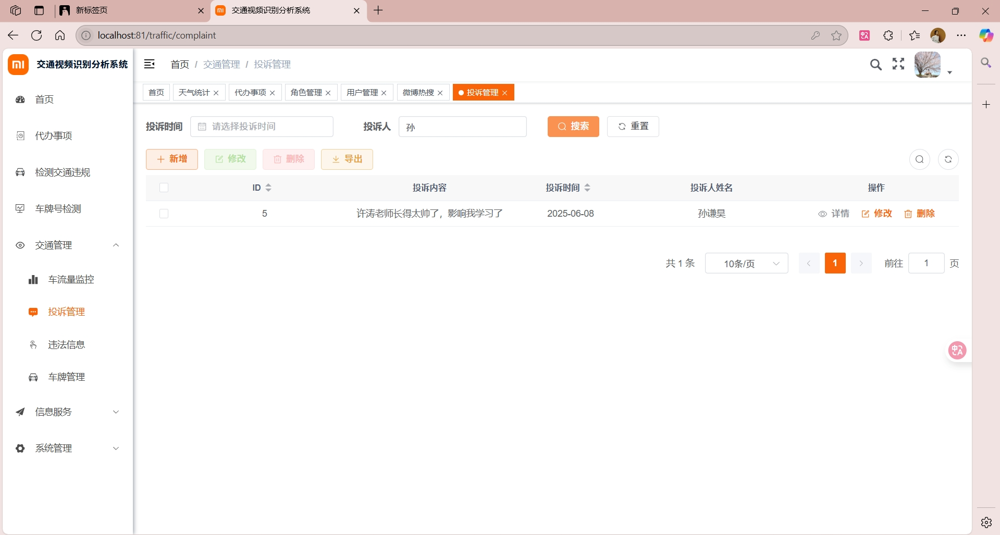 新标签页
交通视频识别分析系统
localhost:81/traffic/complaint
mi 交通视频识别分析系统
首页 / 交通管理 / 投诉管理
首页 天气统计 代办事项 角色管理 用户管理 微博热搜 投诉管理
首页
代办事项
检测交通违规
车牌号检测
交通管理
车流量监控
投诉管理
违法信息
车牌管理
信息服务
系统管理
投诉时间 请选择投诉时间 投诉人 孙 搜索 重置
新增 修改 删除 导出
ID 投诉内容 投诉时间 投诉人姓名 操作
5 许涛老师长得太帅了，影响我学习了 2025-06-08 孙谦昊 详情 修改 删除
共 1 条 10条/页 1 前往 1 页